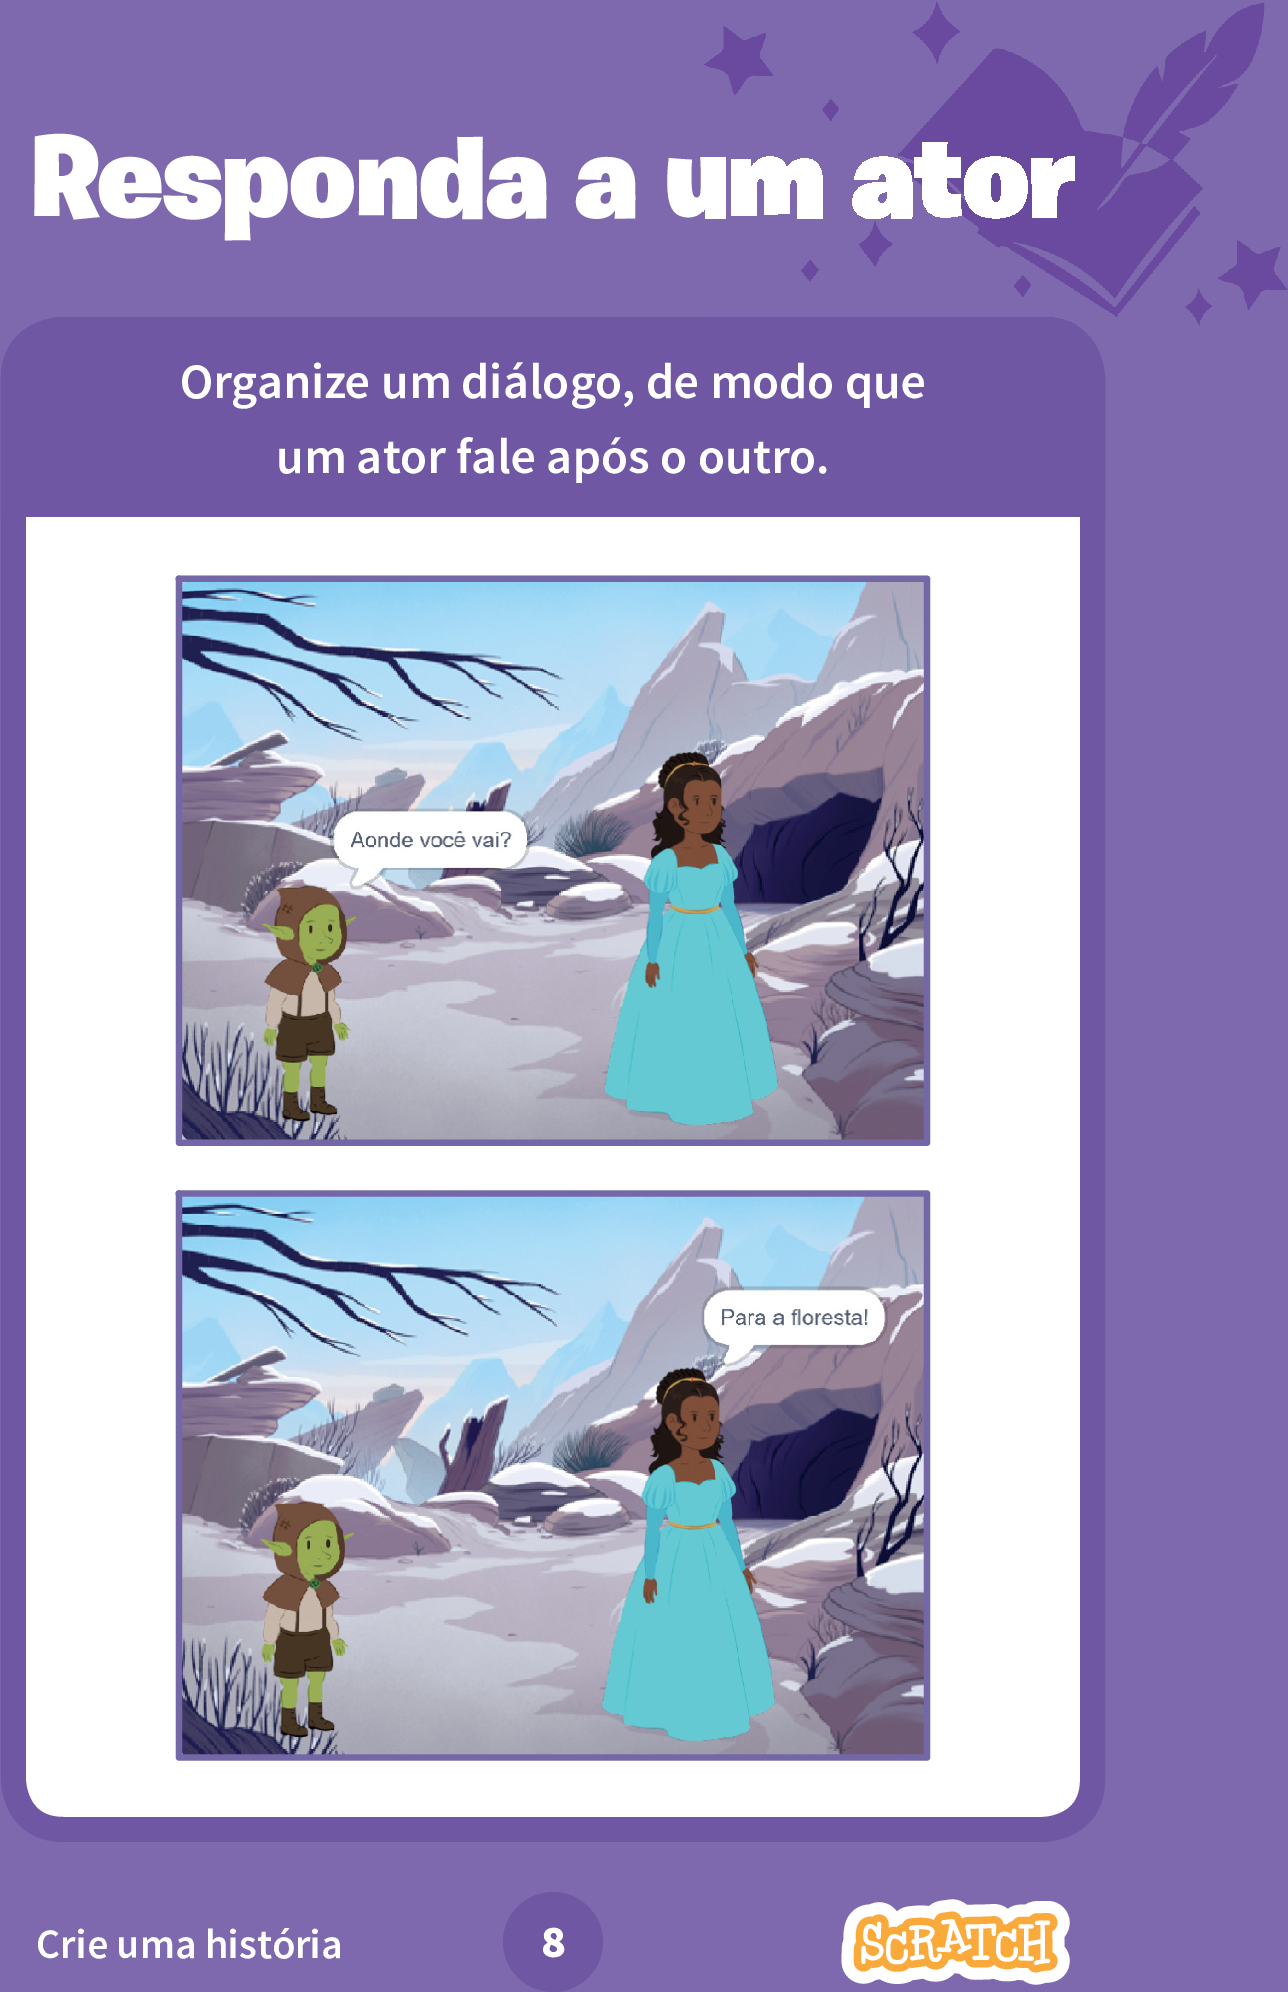 Responda a um ator
Organize um diálogo, de modo que
um ator fale após o outro.
Aonde você vai?
Para a floresta!
Crie uma história
8
SCRATCH